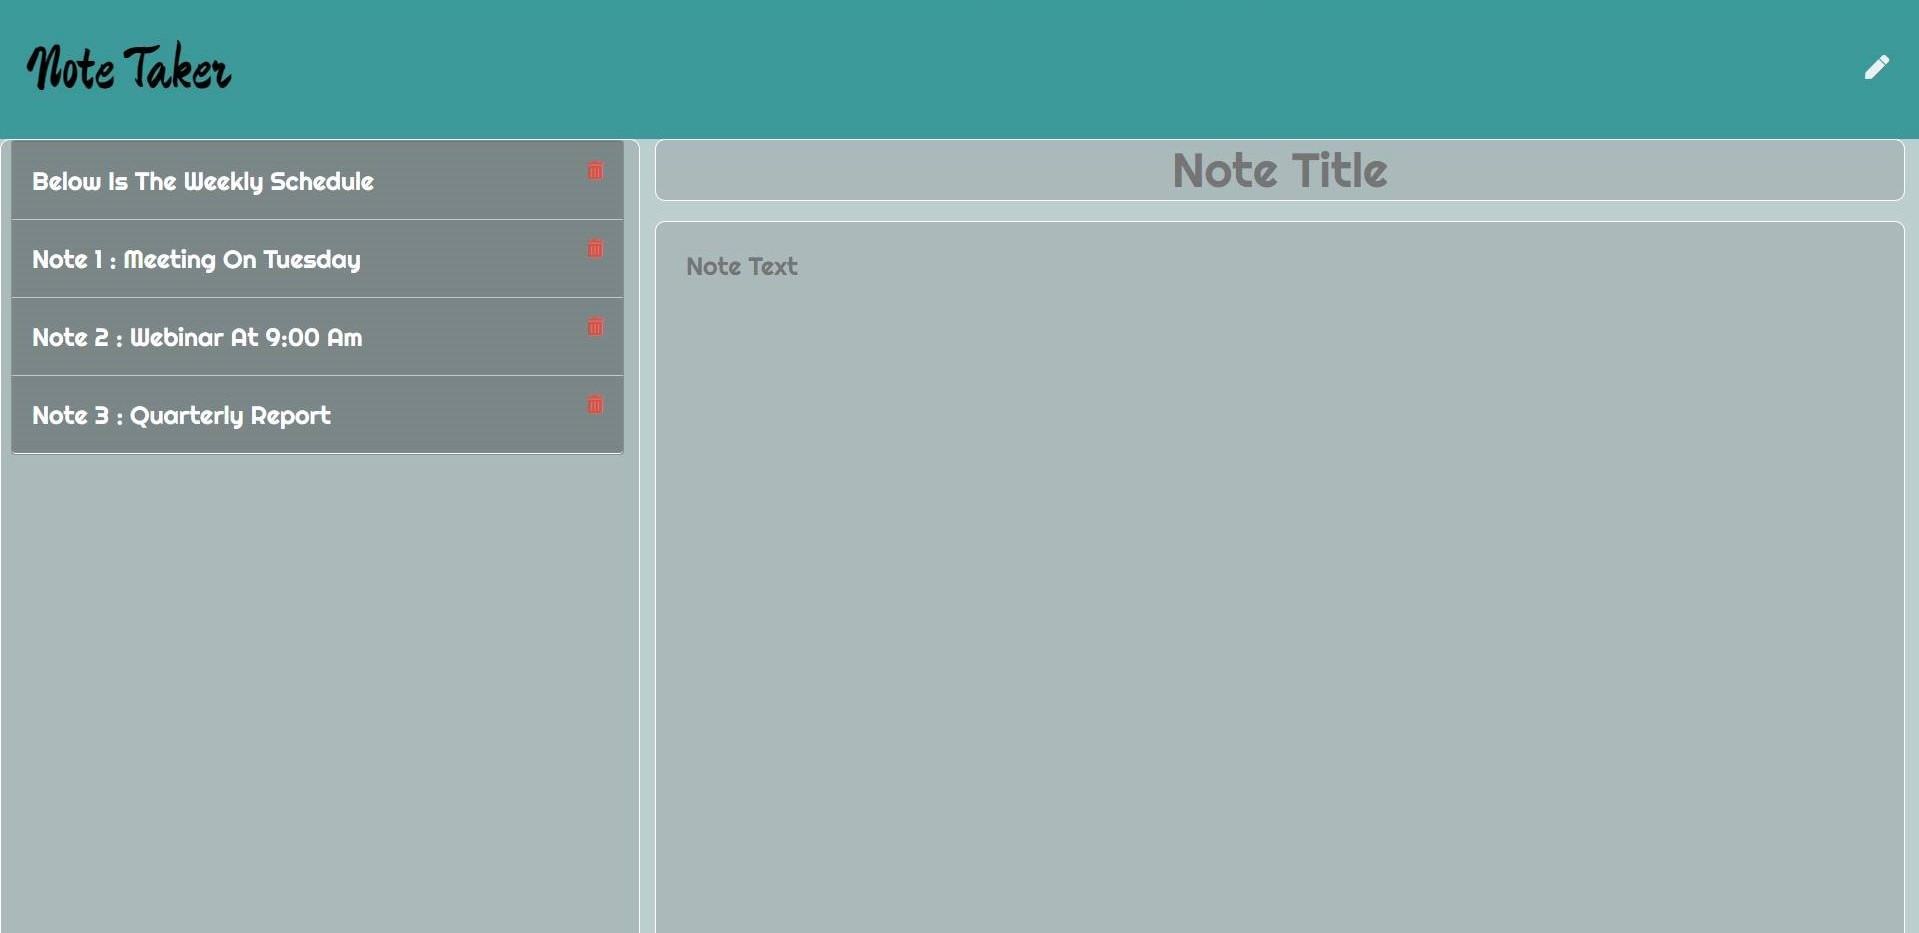 Note Taker
Below Is The Weekly Schedule
Note 1 : Meeting On Tuesday
Note 2 : Webinar At 9:00 Am
Note 3 : Quarterly Report
Note Title
Note Text